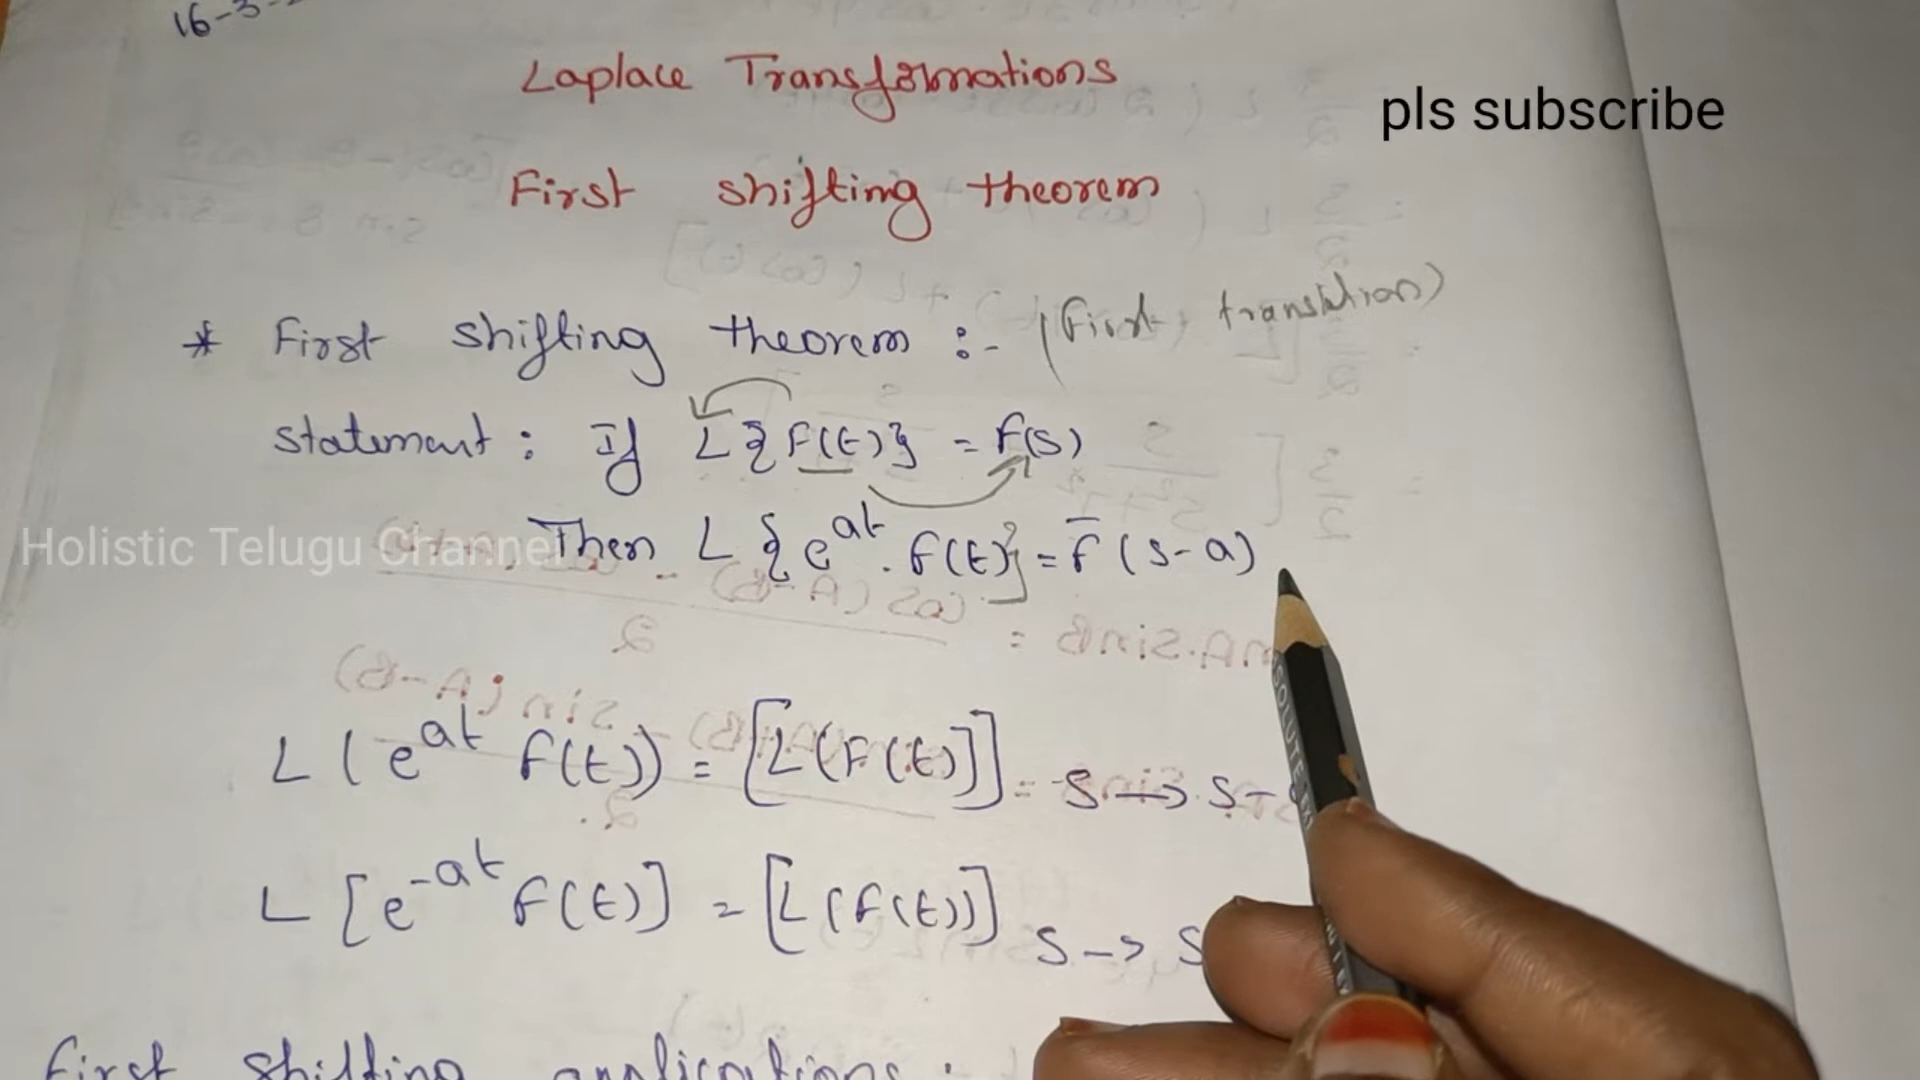 16-3-
Laplace Transformations
pls subscribe
First shifting theorem
* First shifting theorem :- (First translation)
Statement : If L{F(t)} = F(s)
Holistic Telugu Channel
Then L{e^at . F(t)} = f̅(s-a)
L(e^at f(t)) = [L(F(t)]] s→s-
L[e^-at f(t)] = [L(f(t))] s→s
First shifting applications :